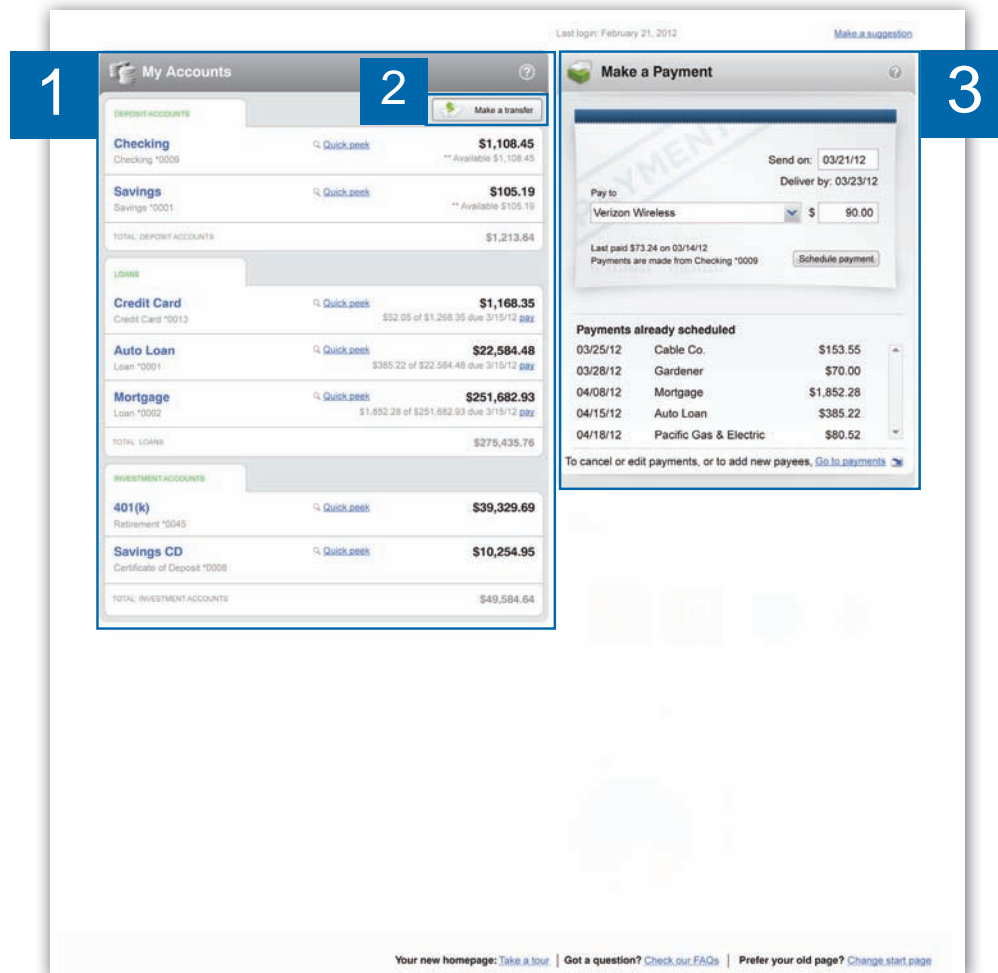 Last login: February 21, 2012 Make a suggestion
1
My Accounts
2
Make a transfer
DEPOSIT ACCOUNTS
Checking Quick peek $1,108.45
Checking *0009 ** Available $1,108.45
Savings Quick peek $105.19
Savings *0001 ** Available $105.19
TOTAL DEPOSIT ACCOUNTS $1,213.64
LOANS
Credit Card Quick peek $1,168.35
Credit Card *0013 $52.05 of $1,268.35 due 3/15/12 pay
Auto Loan Quick peek $22,584.48
Loan *0001 $385.22 of $22,584.48 due 3/15/12 pay
Mortgage Quick peek $251,682.93
Loan *0002 $1,852.28 of $251,682.93 due 3/15/12 pay
TOTAL LOANS $275,435.76
INVESTMENT ACCOUNTS
401(k) Quick peek $39,329.69
Retirement *0045
Savings CD Quick peek $10,254.95
Certificate of Deposit *0008
TOTAL INVESTMENT ACCOUNTS $49,584.64
Make a Payment
3
PAYMENT
Send on: 03/21/12
Deliver by: 03/23/12
Pay to
Verizon Wireless $ 90.00
Last paid $73.24 on 03/14/12
Payments are made from Checking *0009 Schedule payment
Payments already scheduled
03/25/12 Cable Co. $153.55
03/28/12 Gardener $70.00
04/08/12 Mortgage $1,852.28
04/15/12 Auto Loan $385.22
04/18/12 Pacific Gas & Electric $80.52
To cancel or edit payments, or to add new payees, Go to payments
Your new homepage: Take a tour | Got a question? Check our FAQs | Prefer your old page? Change start page